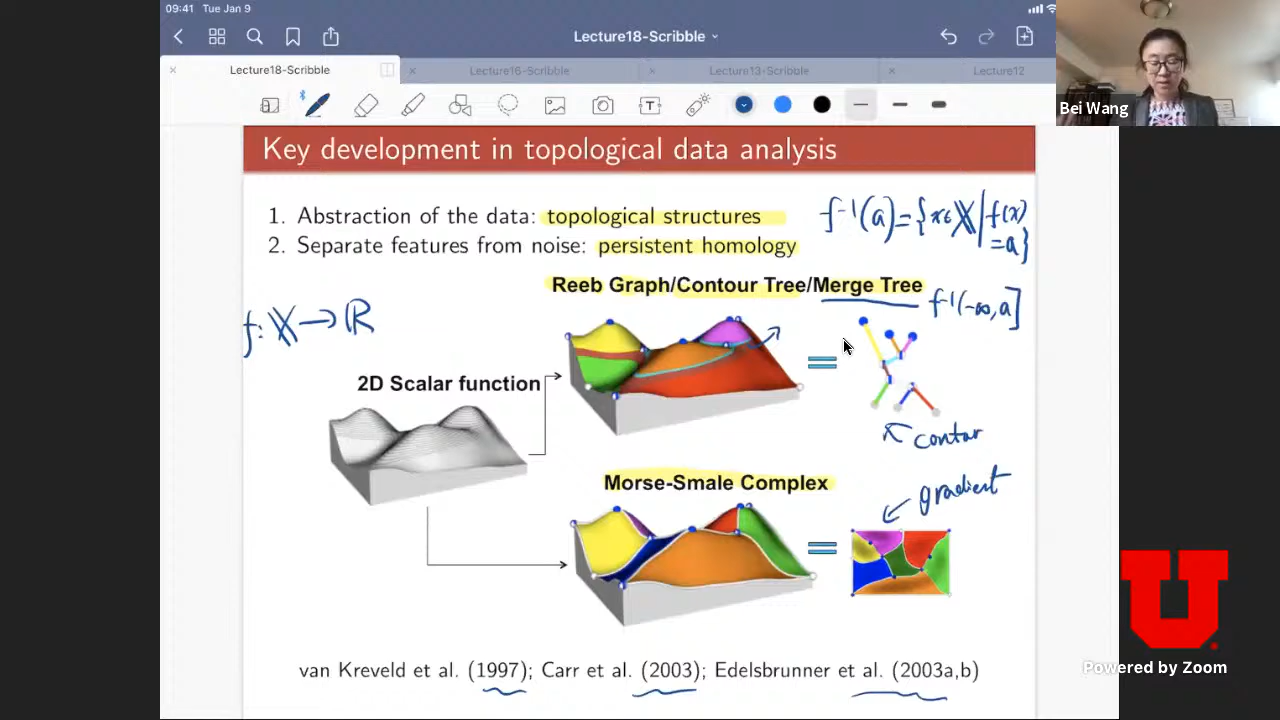 09:41 Tue Jan 9
Lecture18-Scribble
Lecture18-Scribble
Lecture16-Scribble
Lecture13-Scribble
Lecture12
T
Bei Wang
Key development in topological data analysis
1. Abstraction of the data: topological structures
2. Separate features from noise: persistent homology
f⁻¹(a)={x∈𝕏|f(x)
=a}
Reeb Graph/Contour Tree/Merge Tree
f⁻¹(-∞,a]
f:𝕏→ℝ
2D Scalar function
contor
Morse-Smale Complex
gradient
van Kreveld et al. (1997); Carr et al. (2003); Edelsbrunner et al. (2003a,b)
U
Powered by Zoom